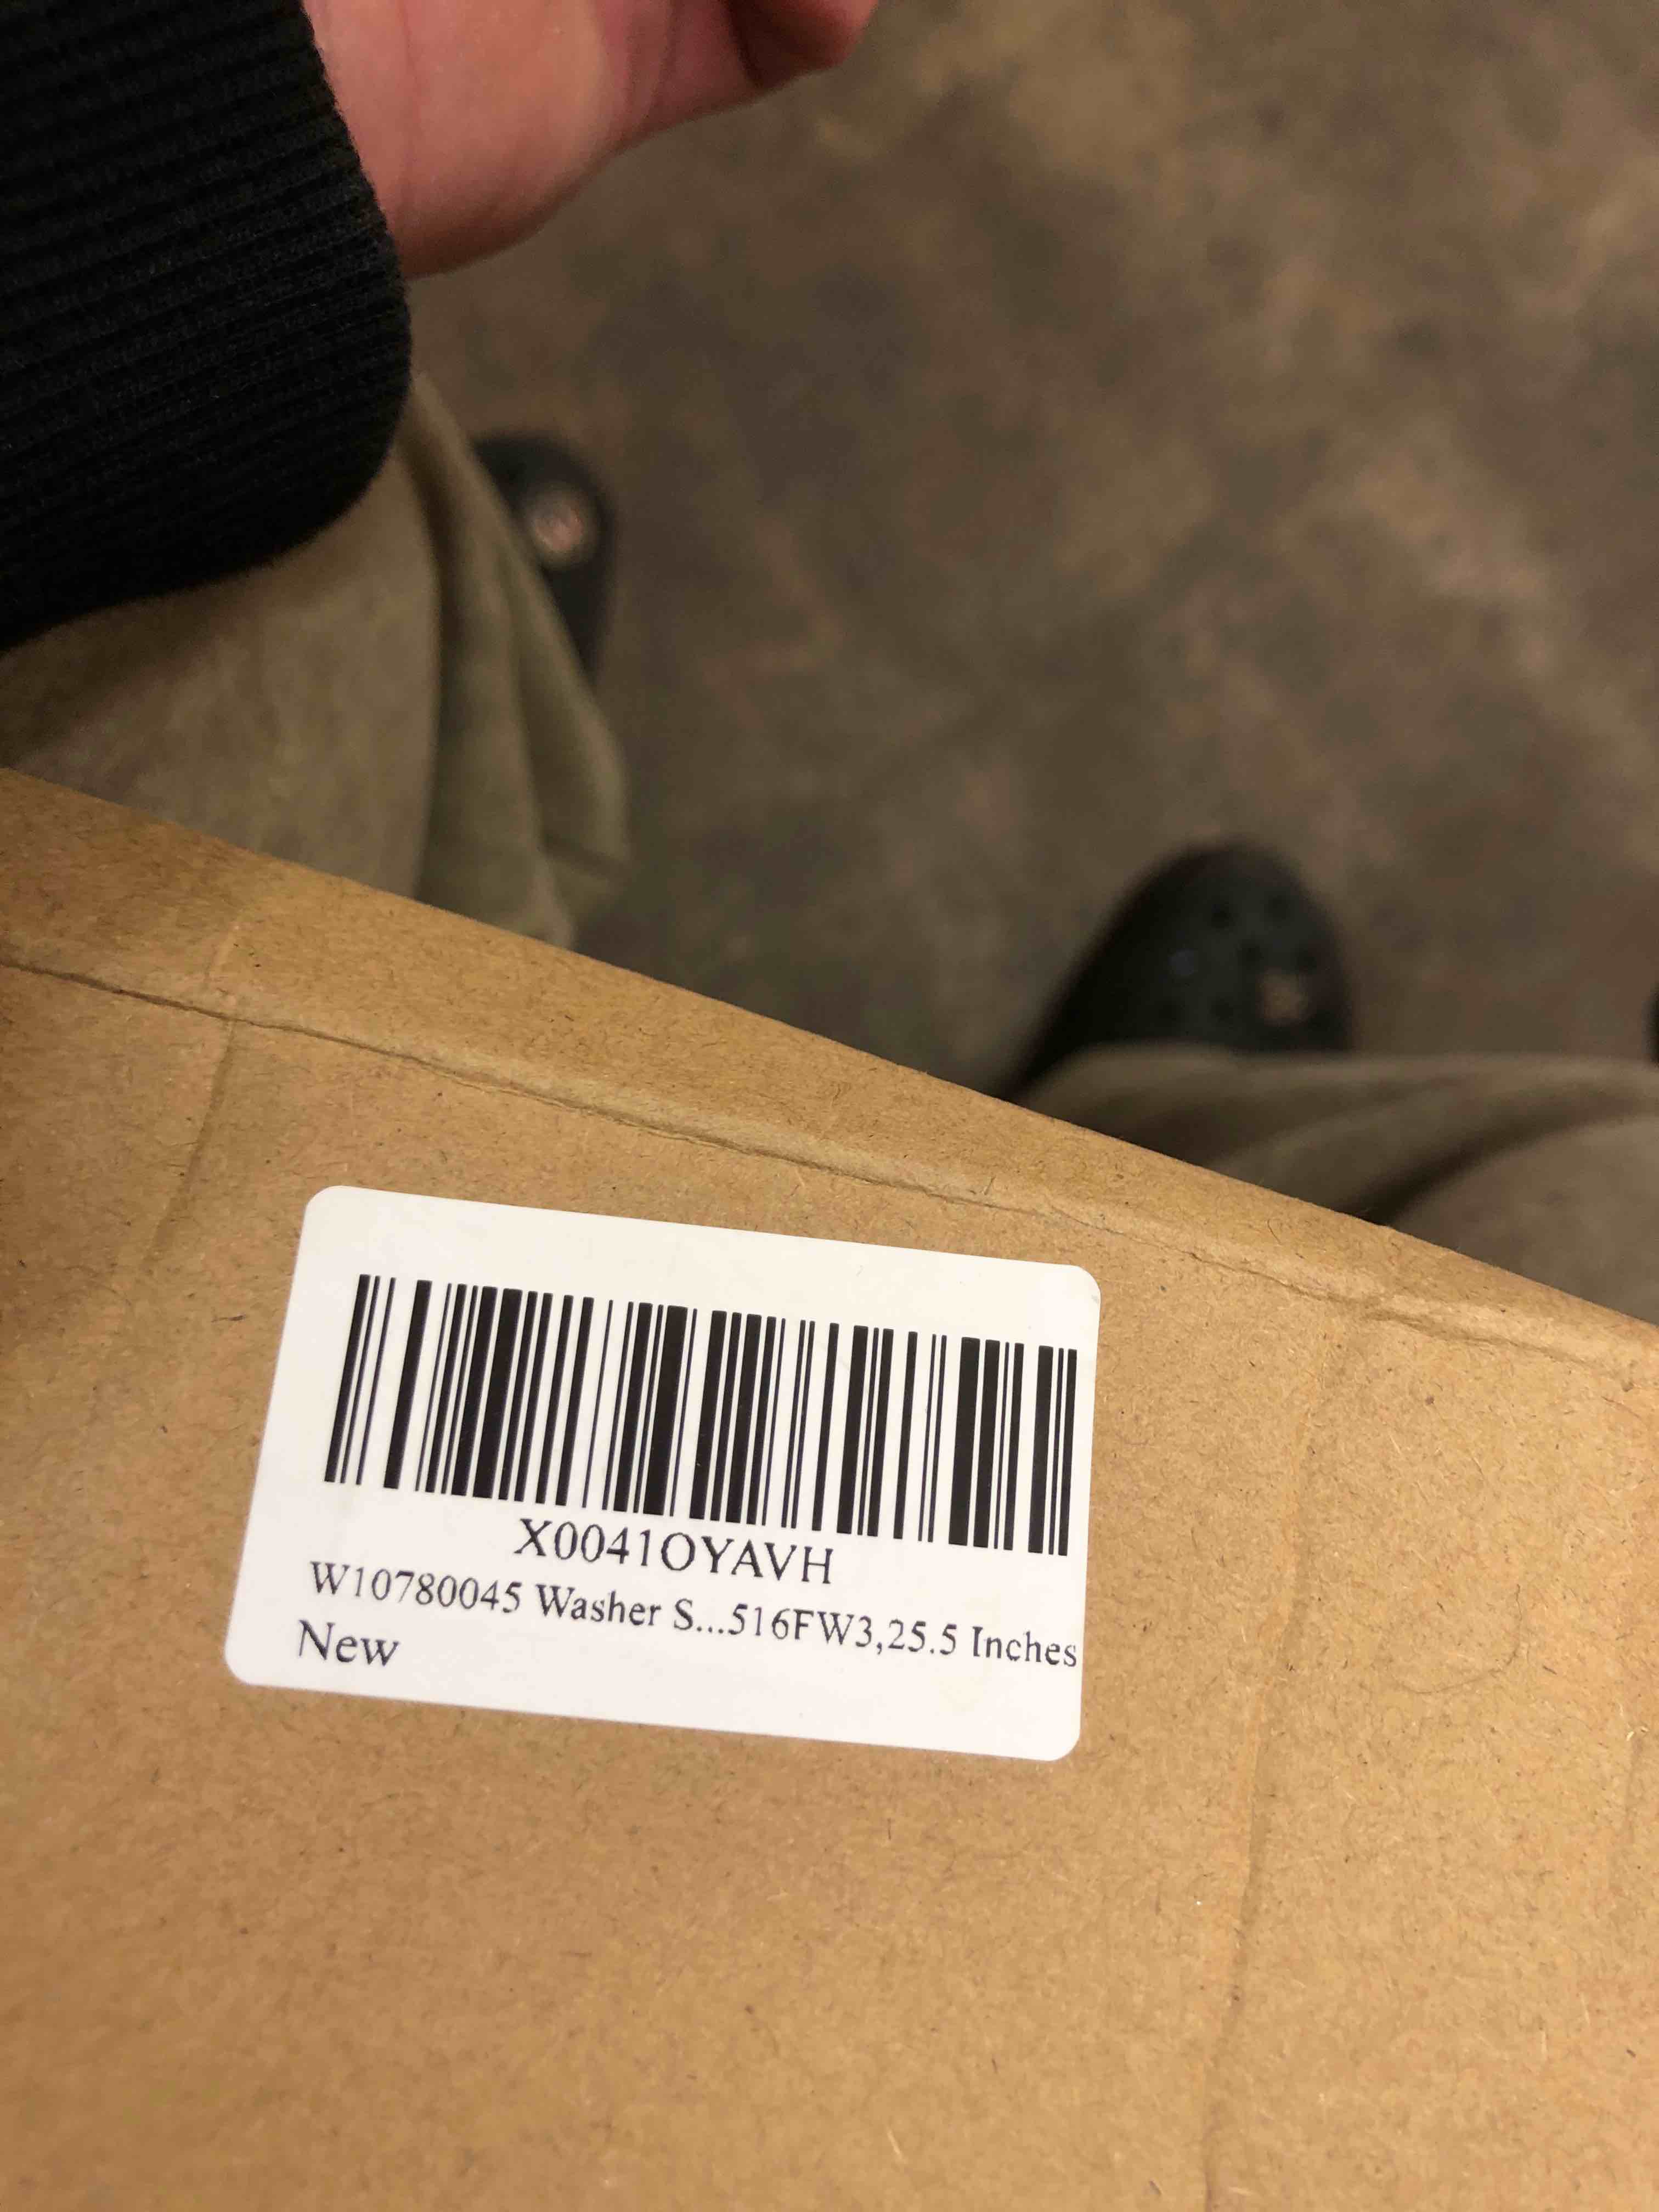 X0041OYAVH
W10780045 Washer S...516FW3,25.5 Inches
New